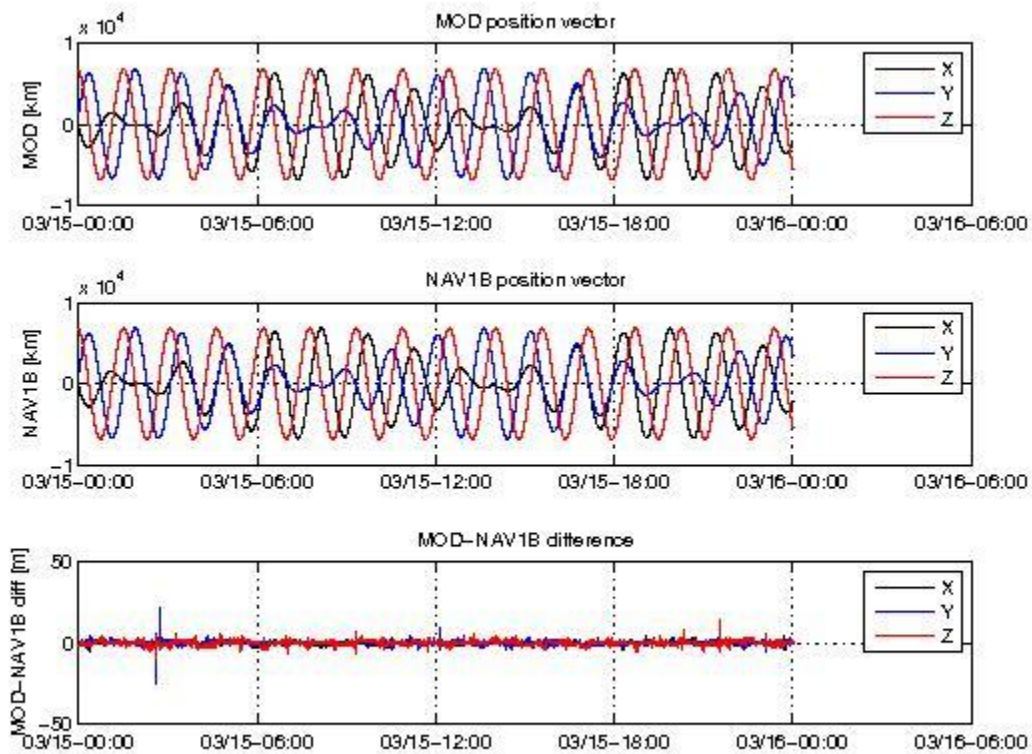 MOD position vector
x 10^4
1
0
−1
MOD [km]
X
Y
Z
03/15−00:00 03/15−06:00 03/15−12:00 03/15−18:00 03/16−00:00 03/16−06:00
NAV1B position vector
x 10^4
1
0
−1
NAV1B [km]
X
Y
Z
03/15−00:00 03/15−06:00 03/15−12:00 03/15−18:00 03/16−00:00 03/16−06:00
MOD−NAV1B difference
50
0
−50
MOD−NAV1B diff [m]
X
Y
Z
03/15−00:00 03/15−06:00 03/15−12:00 03/15−18:00 03/16−00:00 03/16−06:00